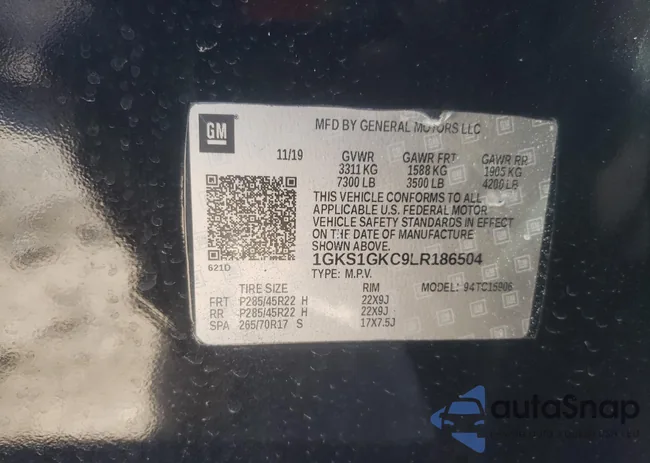 GM
MFD BY GENERAL MOTORS LLC
11/19 GVWR GAWR FRT GAWR RR
3311 KG 1588 KG 1905 KG
7300 LB 3500 LB 4200 LB
THIS VEHICLE CONFORMS TO ALL
APPLICABLE U.S. FEDERAL MOTOR
VEHICLE SAFETY STANDARDS IN EFFECT
ON THE DATE OF MANUFACTURE
SHOWN ABOVE.
1GKS1GKC9LR186504
621D
TYPE: M.P.V. MODEL: 94TC15906
TIRE SIZE RIM
FRT P285/45R22 H 22X9J
RR P285/45R22 H 22X9J
SPA 265/70R17 S 17X7.5J
autoSnap